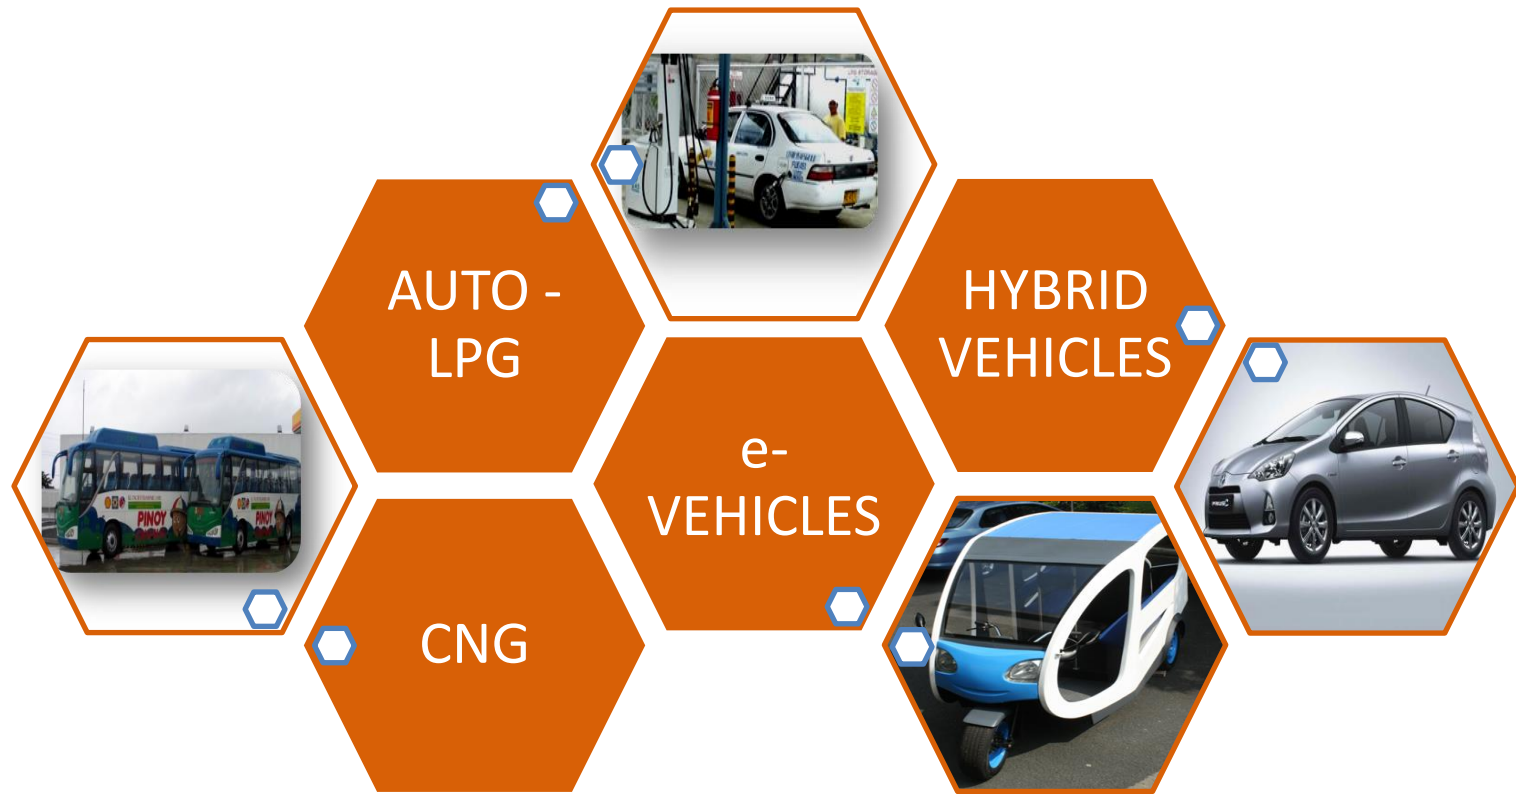 AUTO -
LPG
HYBRID
VEHICLES
e-
VEHICLES
CNG
PINOY
PINOY